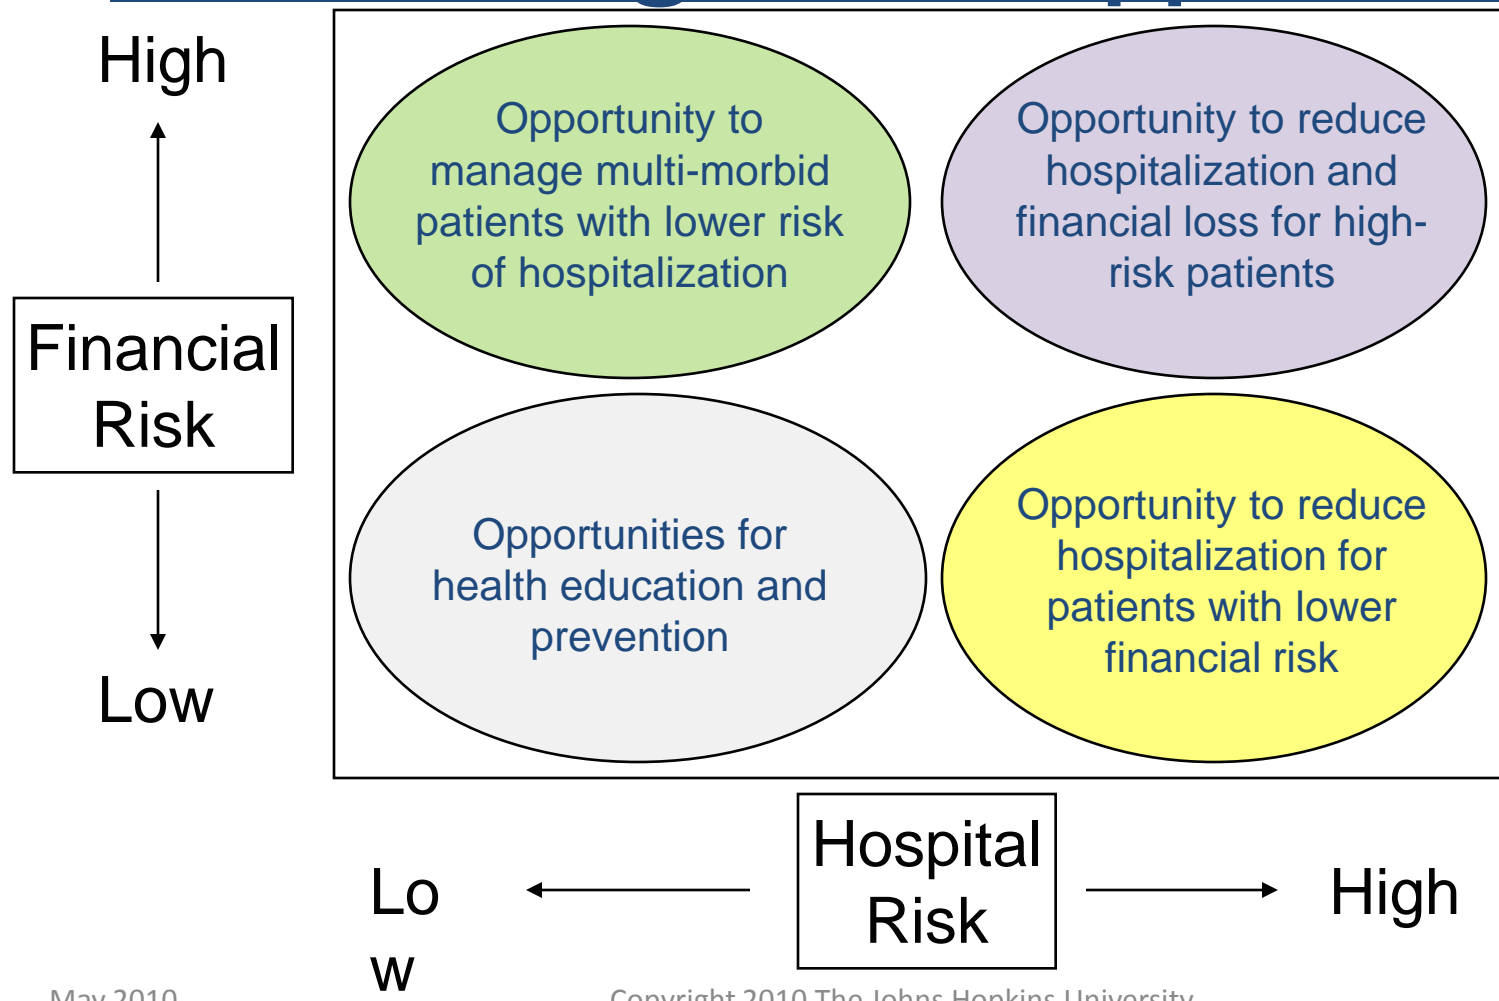 High
Opportunity to
manage multi-morbid
patients with lower risk
of hospitalization
Opportunity to reduce
hospitalization and
financial loss for high-
risk patients
Financial
Risk
Opportunities for
health education and
prevention
Opportunity to reduce
hospitalization for
patients with lower
financial risk
Low
Lo
w
Hospital
Risk
High
May 2010
Copyright 2010 The Johns Hopkins University